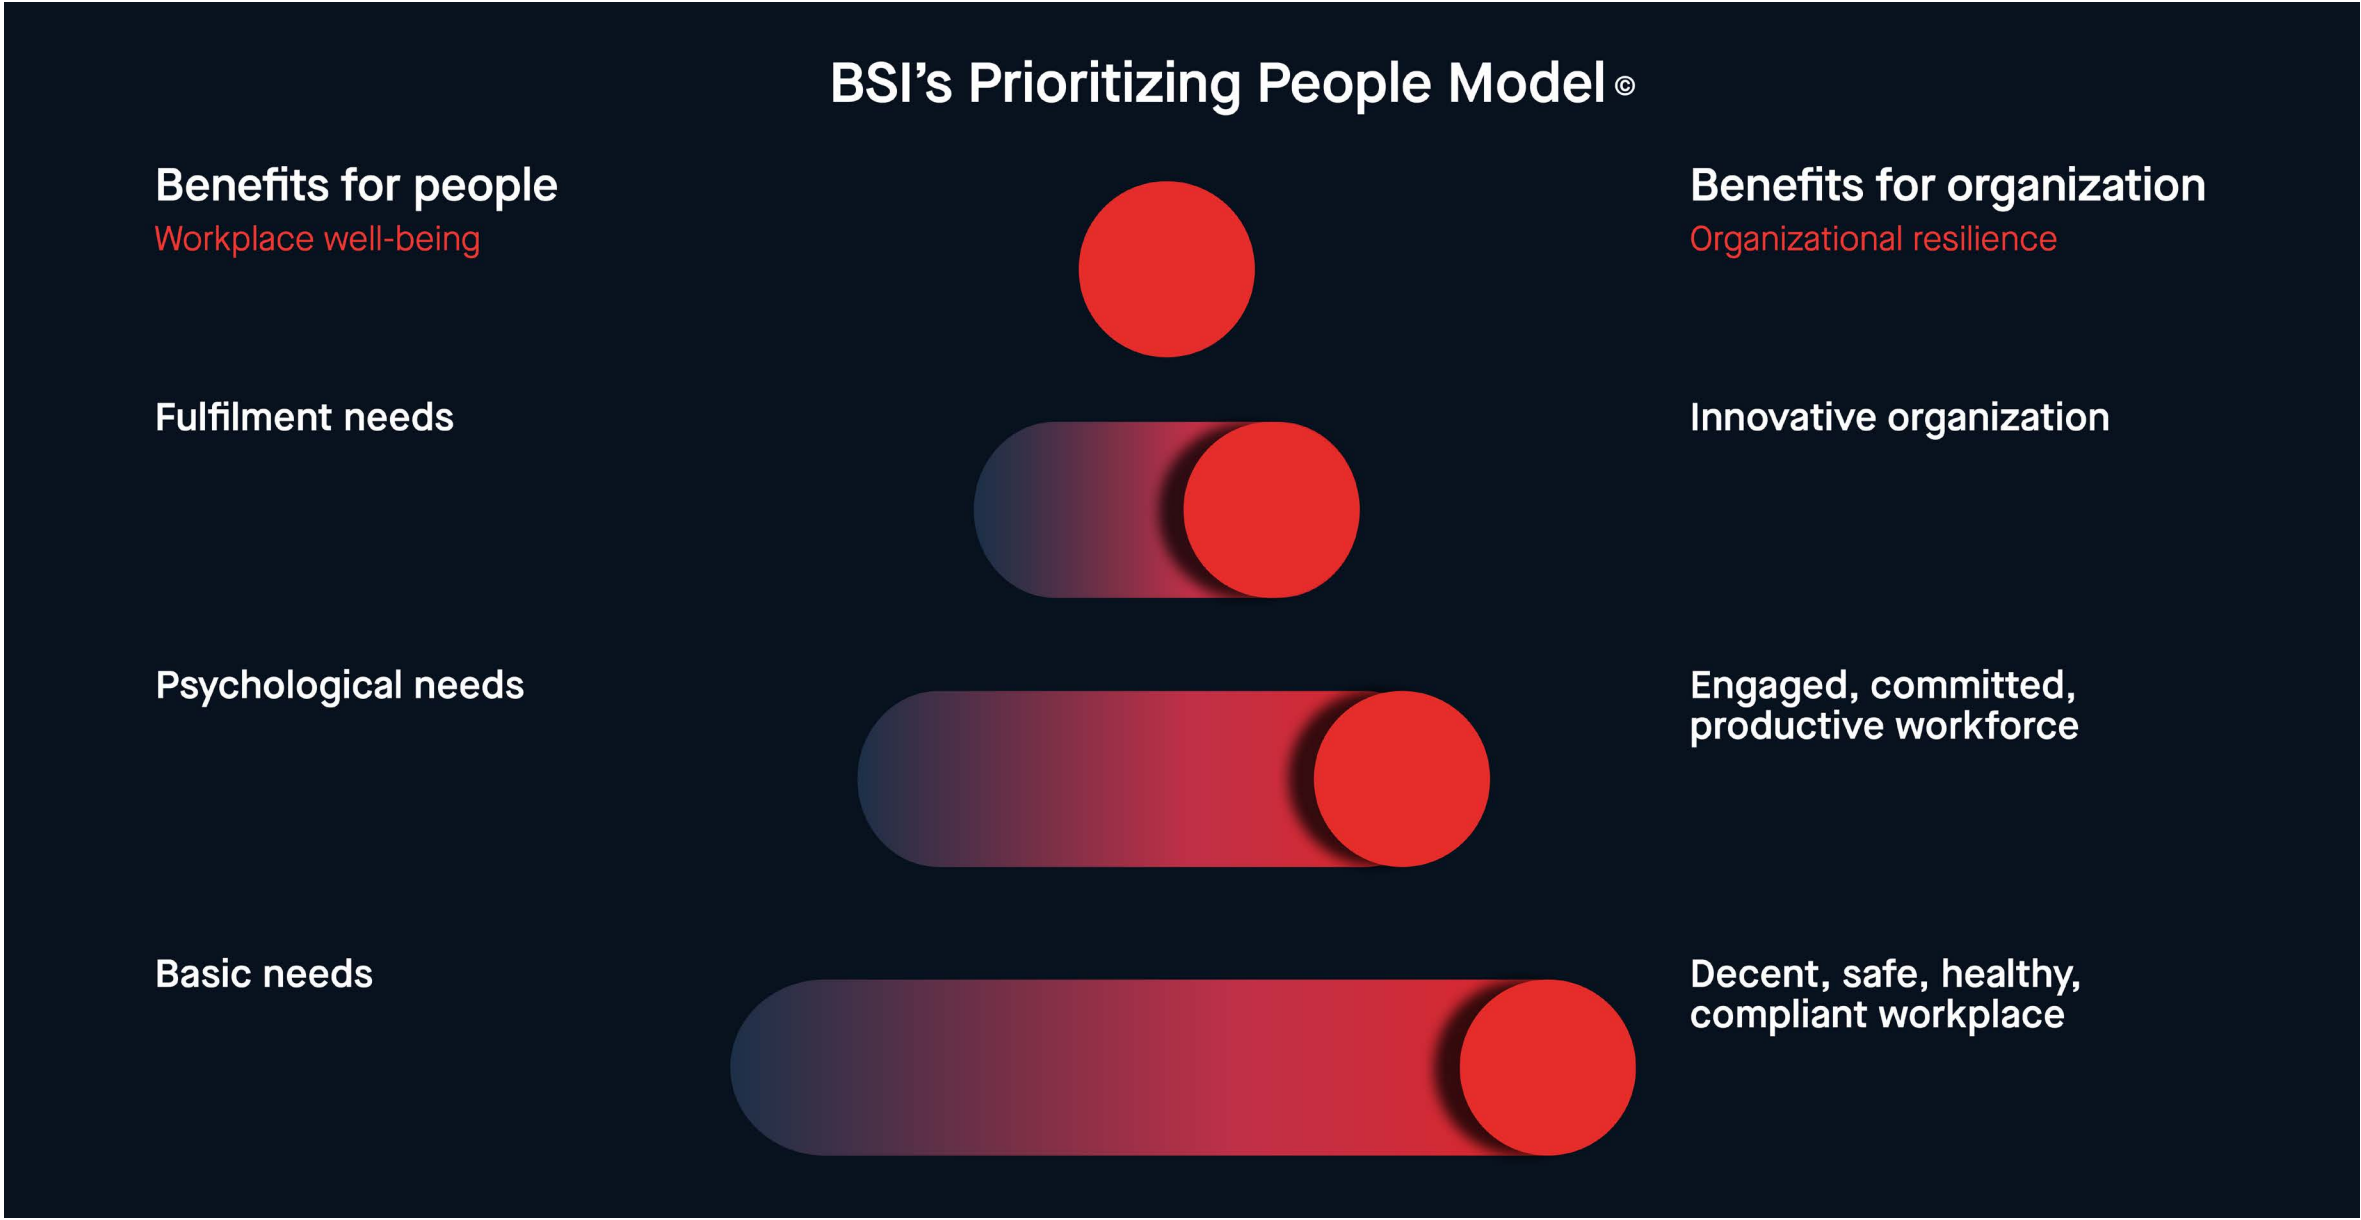 BSI's Prioritizing People Model ©
Benefits for people
Workplace well-being
Benefits for organization
Organizational resilience
Fulfilment needs
Innovative organization
Psychological needs
Engaged, committed,
productive workforce
Basic needs
Decent, safe, healthy,
compliant workplace